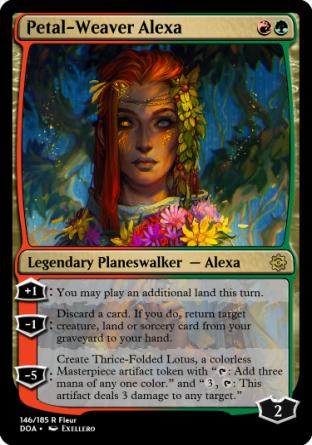 Petal-Weaver Alexa
Legendary Planeswalker — Alexa
+1: You may play an additional land this turn.
-1: Discard a card. If you do, return target
creature, land or sorcery card from your
graveyard to your hand.
Create Thrice-Folded Lotus, a colorless
Masterpiece artifact token with “: Add three
-5: mana of any one color.” and “3, : This
artifact deals 3 damage to any target.”
2
146/185 R Fleur
DOA • Exellero